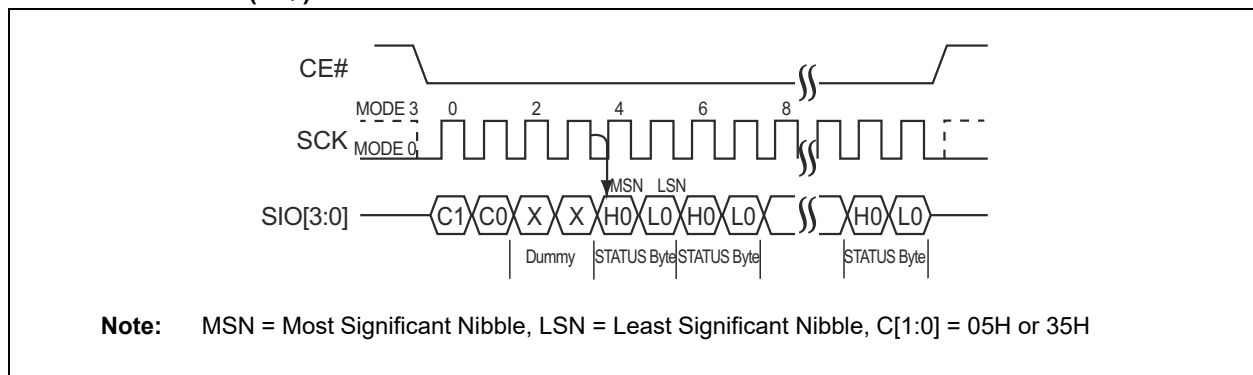 CE#
MODE 3 0 2 4 6 8
SCK
MODE 0
MSN LSN
SIO[3:0] C1 C0 X X H0 L0 H0 L0 H0 L0
Dummy STATUS Byte STATUS Byte STATUS Byte
Note: MSN = Most Significant Nibble, LSN = Least Significant Nibble, C[1:0] = 05H or 35H